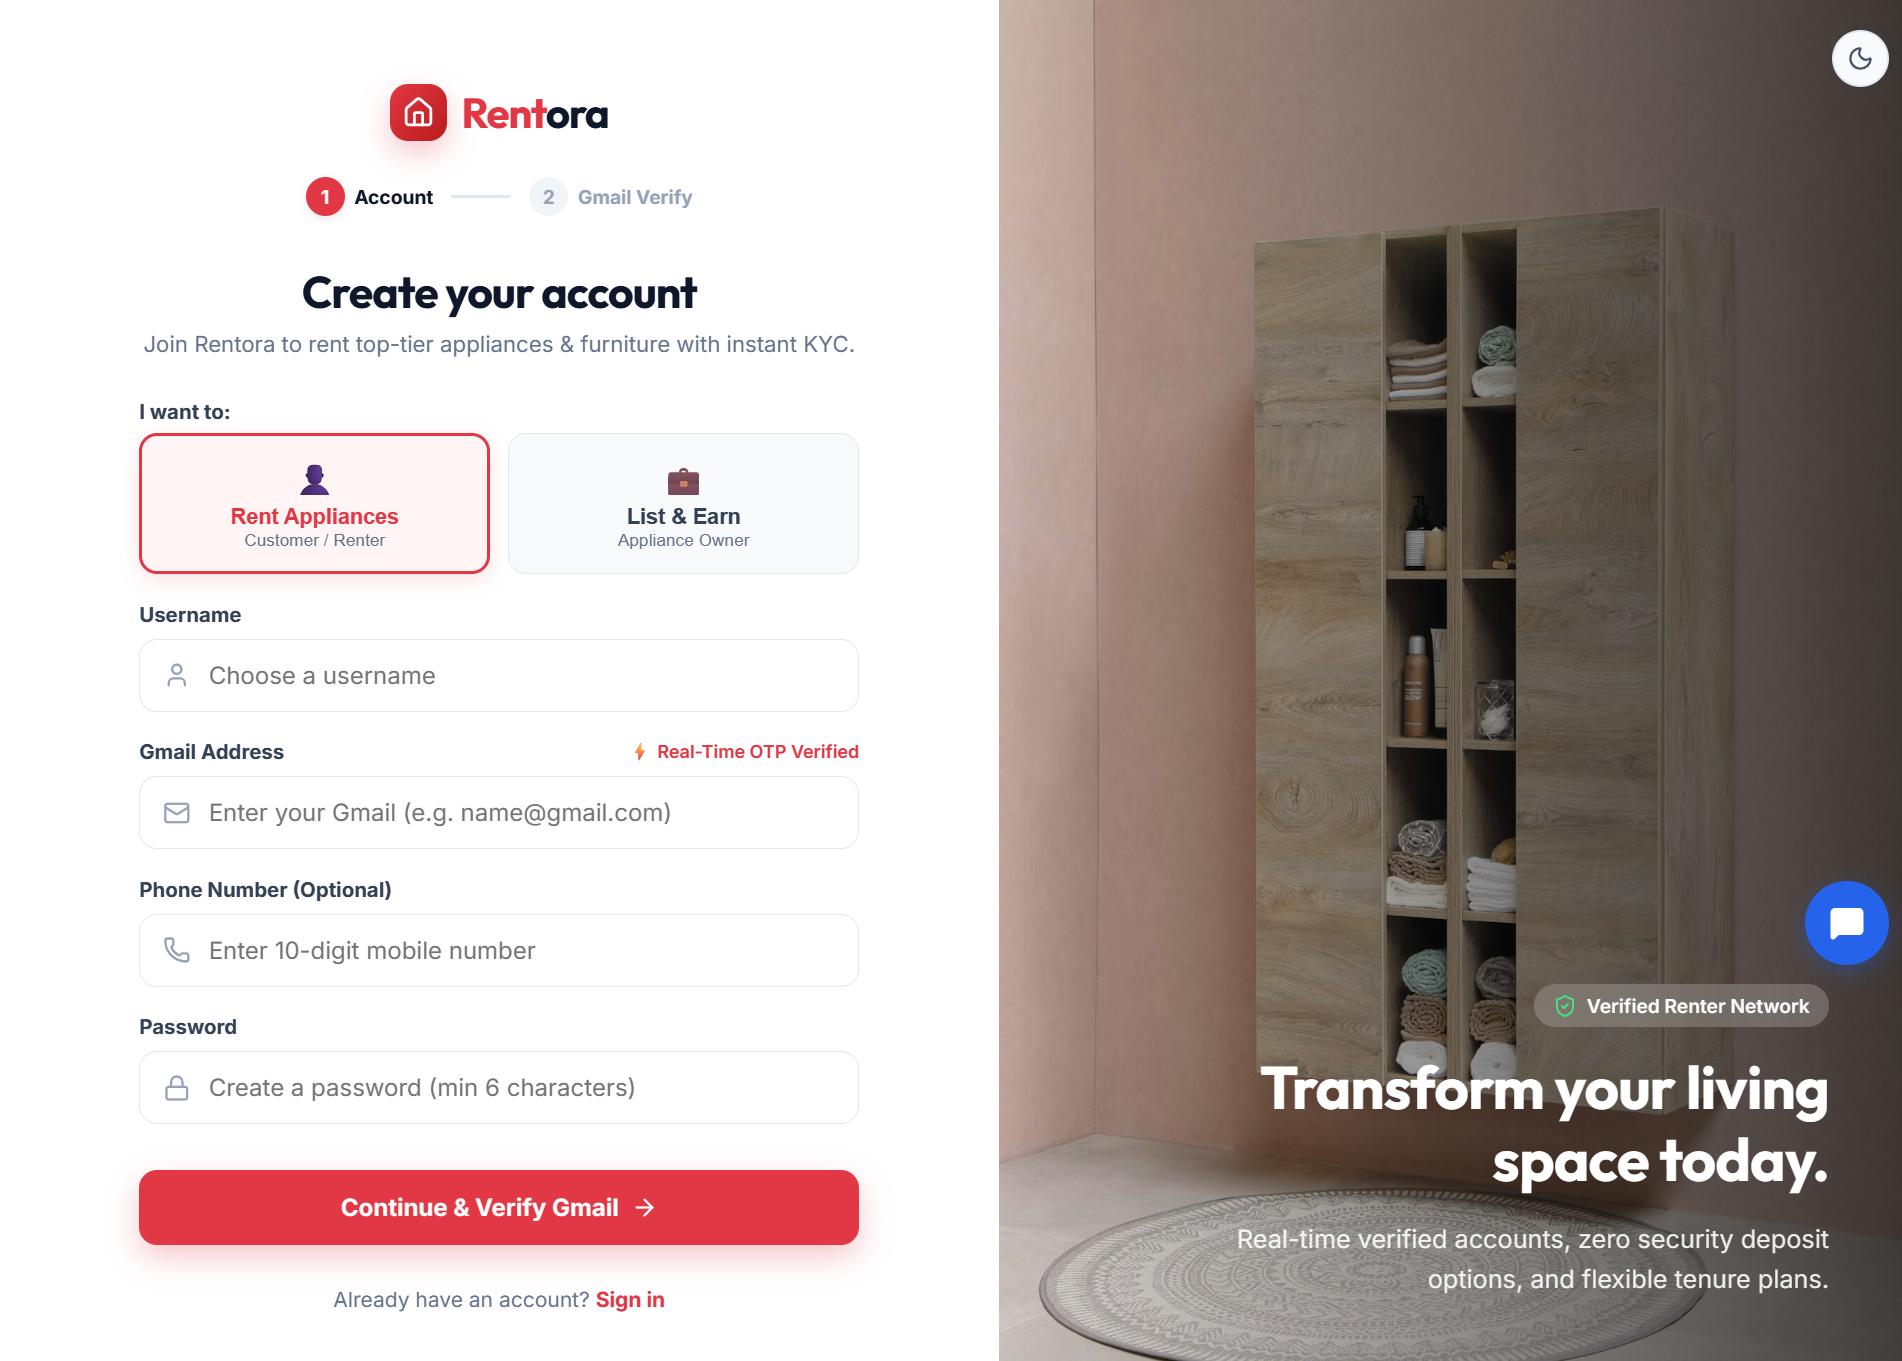 Rentora
1 Account 2 Gmail Verify
Create your account
Join Rentora to rent top-tier appliances & furniture with instant KYC.
I want to:
Rent Appliances
Customer / Renter
List & Earn
Appliance Owner
Username
Choose a username
Gmail Address
Real-Time OTP Verified
Enter your Gmail (e.g. name@gmail.com)
Phone Number (Optional)
Enter 10-digit mobile number
Password
Create a password (min 6 characters)
Continue & Verify Gmail
Already have an account? Sign in
Verified Renter Network
Transform your living
space today.
Real-time verified accounts, zero security deposit
options, and flexible tenure plans.